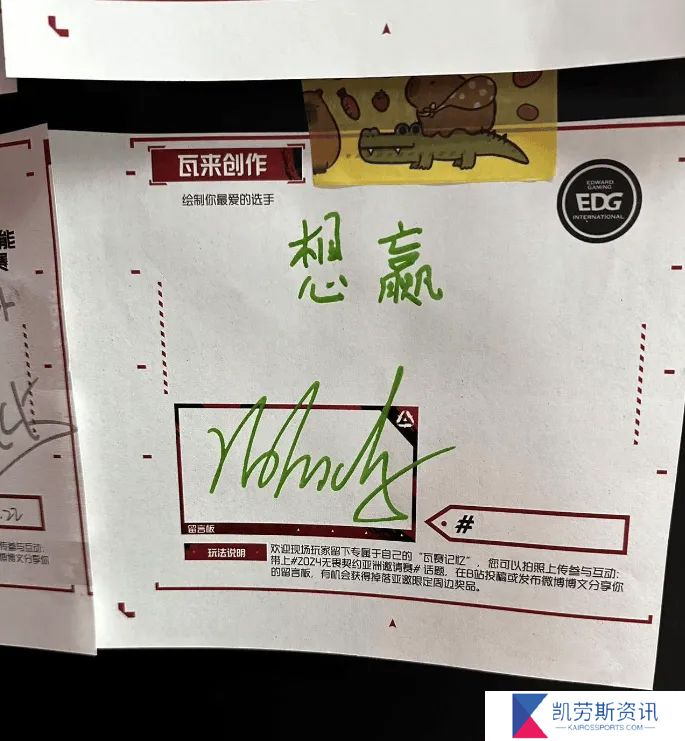 瓦来创作
绘制你最爱的选手
EDWARD
GAMING
EDG
INTERNATIONAL
能
赛
想赢
Nobody
留言板
#
玩法说明
欢迎现场玩家留下专属于自己的“瓦赛记忆”，您可以拍照上传参与互动：
带上#2024无畏契约亚洲邀请赛#话题，在B站投稿或发布微博博文分享你
的留言板，有机会获得掉落亚邀限定周边奖品。
传参与互动：
博博文分享你
凯劳斯资讯
KAIROSSPORTS.COM